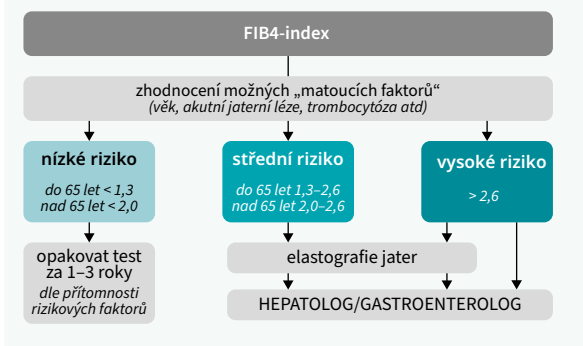 FIB4-index
zhodnocení možných „matoucích faktorů“
(věk, akutní jaterní léze, trombocytóza atd)
nízké riziko
do 65 let < 1,3
nad 65 let < 2,0
střední riziko
do 65 let 1,3–2,6
nad 65 let 2,0–2,6
vysoké riziko
> 2,6
opakovat test
za 1–3 roky
dle přítomnosti
rizikových faktorů
elastografie jater
HEPATOLOG/GASTROENTEROLOG